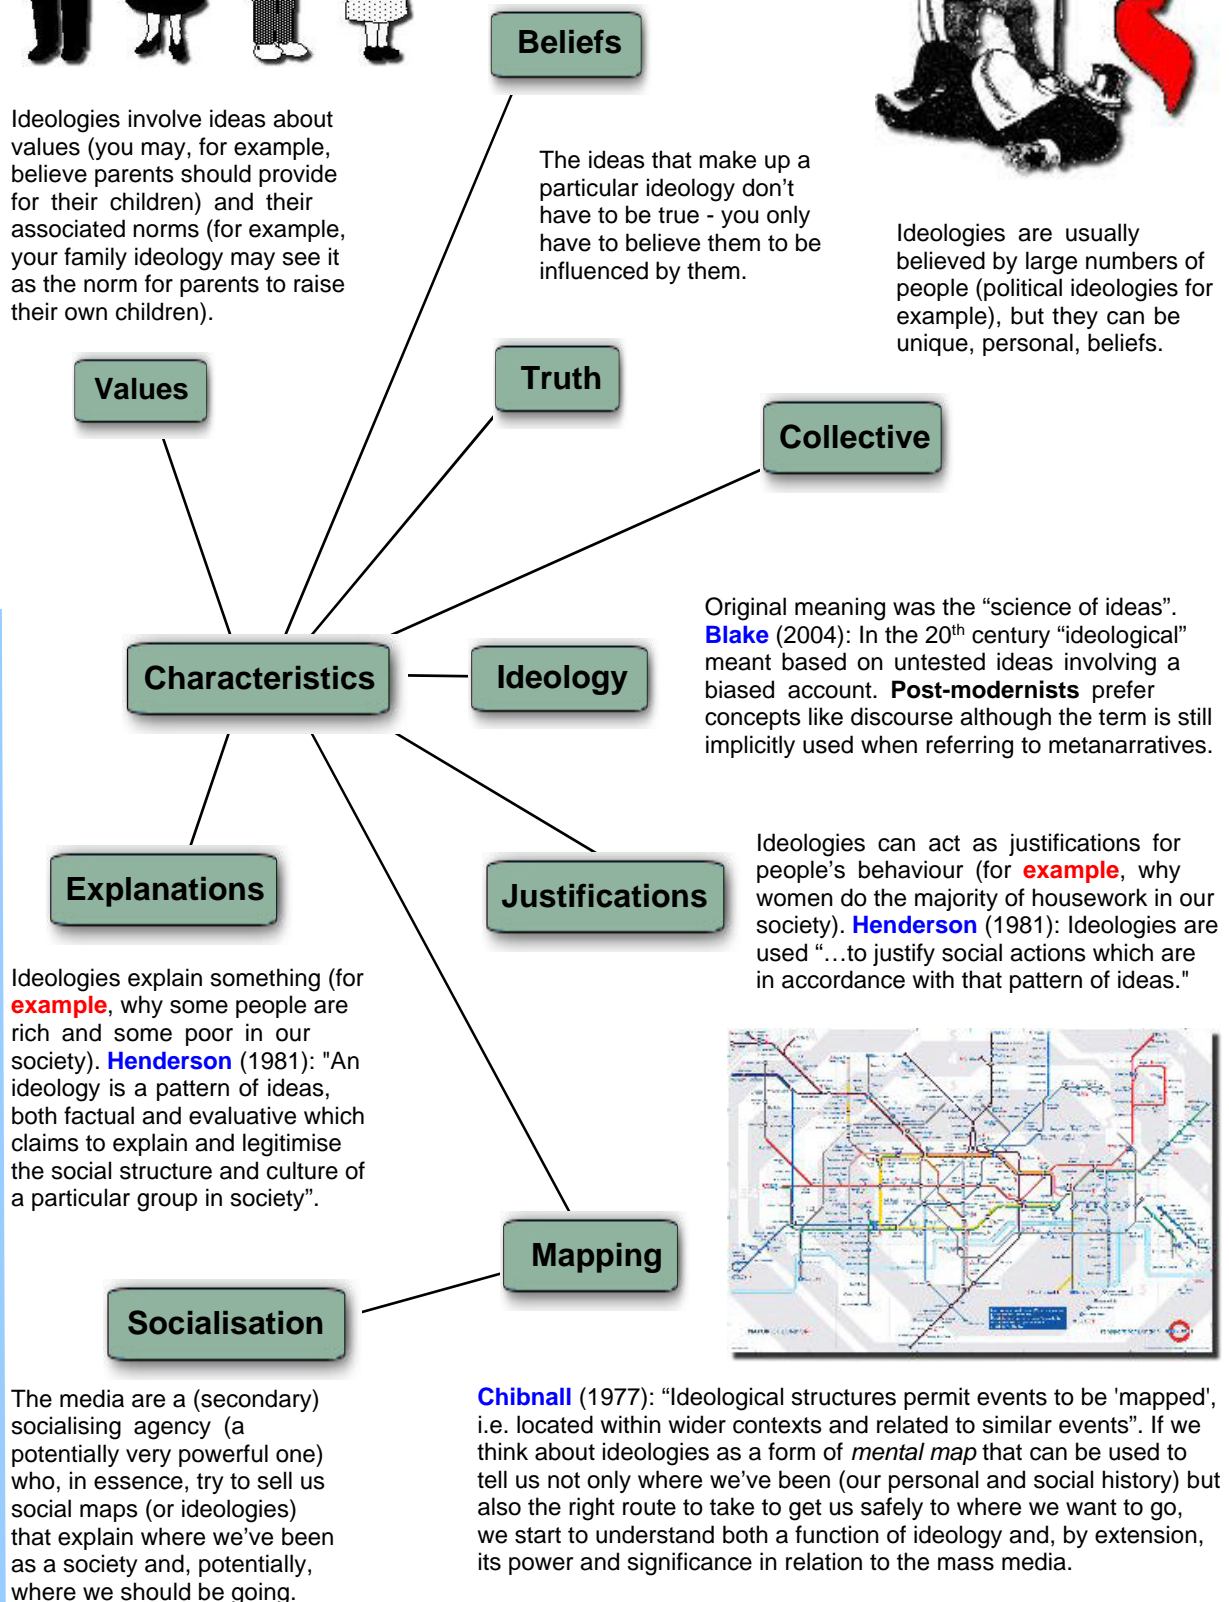 Beliefs
Ideologies involve ideas about
values (you may, for example,
believe parents should provide
for their children) and their
associated norms (for example,
your family ideology may see it
as the norm for parents to raise
their own children).
The ideas that make up a
particular ideology don't
have to be true - you only
have to believe them to be
influenced by them.
Ideologies are usually
believed by large numbers of
people (political ideologies for
example), but they can be
unique, personal, beliefs.
Values
Truth
Collective
Original meaning was the “science of ideas”.
Blake (2004): In the 20th century “ideological”
meant based on untested ideas involving a
biased account. Post-modernists prefer
concepts like discourse although the term is still
implicitly used when referring to metanarratives.
Characteristics
Ideology
Explanations
Justifications
Ideologies can act as justifications for
people’s behaviour (for example, why
women do the majority of housework in our
society). Henderson (1981): Ideologies are
used “…to justify social actions which are
in accordance with that pattern of ideas."
Ideologies explain something (for
example, why some people are
rich and some poor in our
society). Henderson (1981): "An
ideology is a pattern of ideas,
both factual and evaluative which
claims to explain and legitimise
the social structure and culture of
a particular group in society”.
Mapping
Socialisation
The media are a (secondary)
socialising agency (a
potentially very powerful one)
who, in essence, try to sell us
social maps (or ideologies)
that explain where we’ve been
as a society and, potentially,
where we should be going.
Chibnall (1977): “Ideological structures permit events to be 'mapped',
i.e. located within wider contexts and related to similar events”. If we
think about ideologies as a form of mental map that can be used to
tell us not only where we’ve been (our personal and social history) but
also the right route to take to get us safely to where we want to go,
we start to understand both a function of ideology and, by extension,
its power and significance in relation to the mass media.